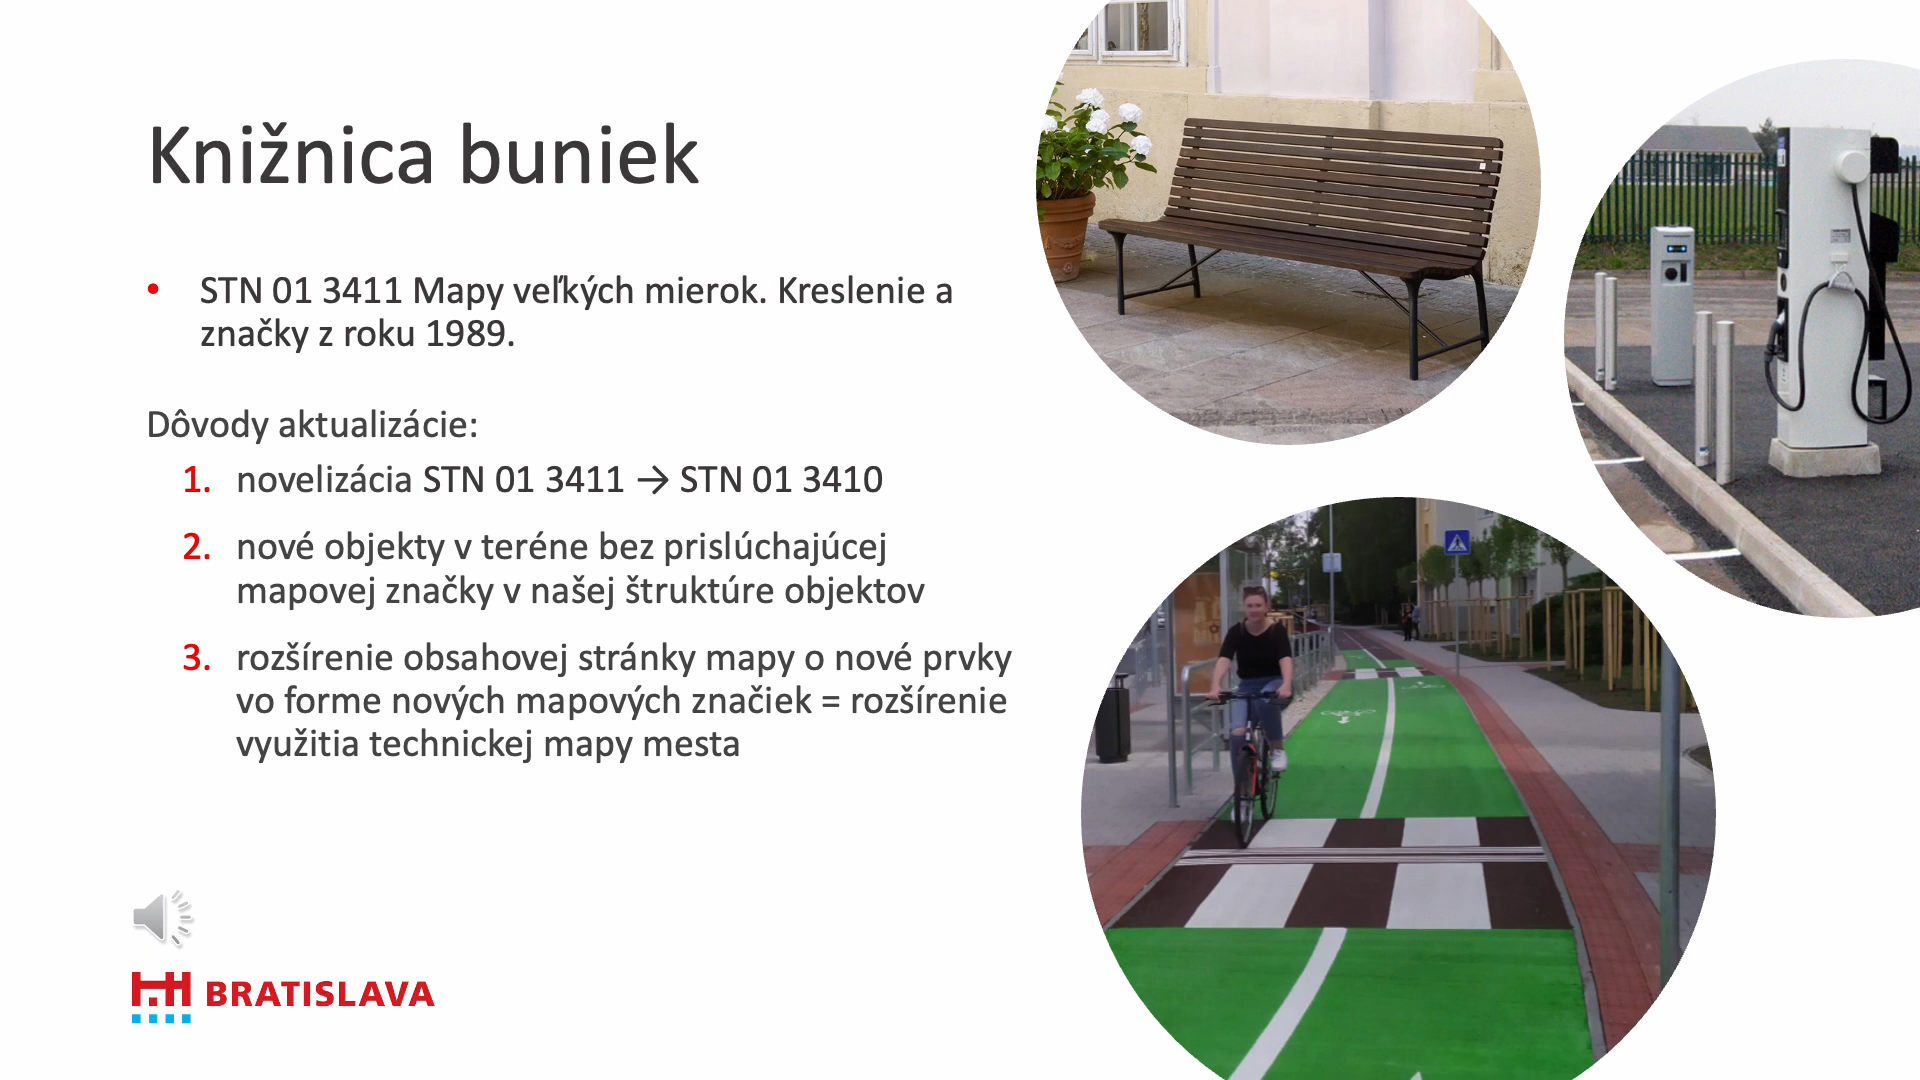 Knižnica buniek
• STN 01 3411 Mapy veľkých mierok. Kreslenie a
značky z roku 1989.
Dôvody aktualizácie:
1. novelizácia STN 01 3411 → STN 01 3410
2. nové objekty v teréne bez prislúchajúcej
mapovej značky v našej štruktúre objektov
3. rozšírenie obsahovej stránky mapy o nové prvky
vo forme nových mapových značiek = rozšírenie
využitia technickej mapy mesta
BRATISLAVA